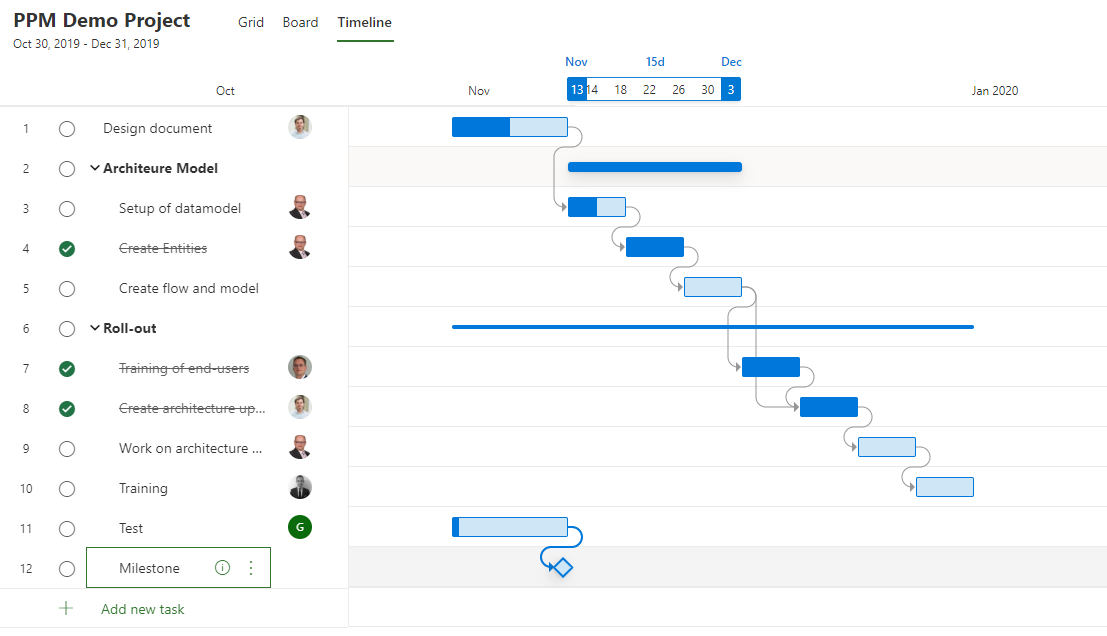 PPM Demo Project
Grid Board Timeline
Oct 30, 2019 - Dec 31, 2019
Nov 15d Dec
Oct Nov 13 14 18 22 26 30 3 Jan 2020
1 Design document
2 Architeure Model
3 Setup of datamodel
4 Create Entities
5 Create flow and model
6 Roll-out
7 Training of end-users
8 Create architecture up...
9 Work on architecture ...
10 Training
11 Test G
12 Milestone
Add new task